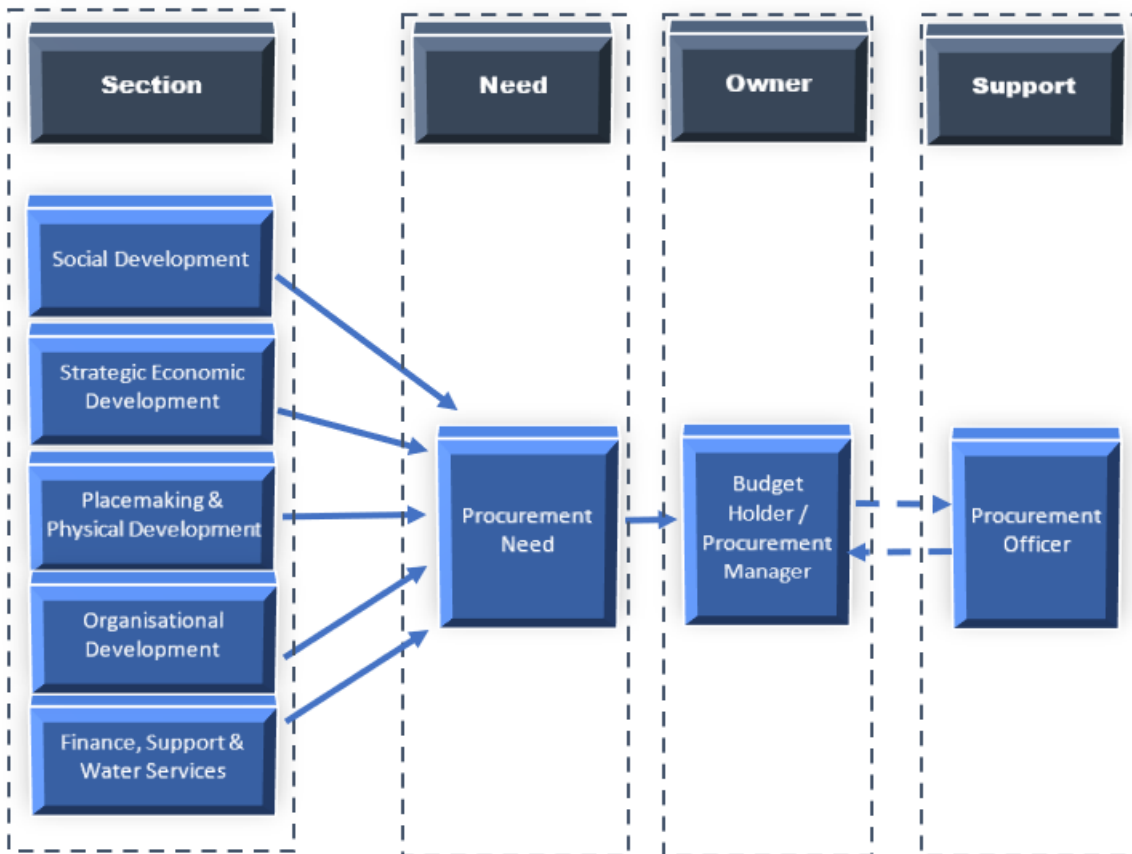 Section
Need
Owner
Support
Social Development
Strategic Economic
Development
Placemaking &
Physical Development
Organisational
Development
Finance, Support &
Water Services
Procurement
Need
Budget
Holder /
Procurement
Manager
Procurement
Officer